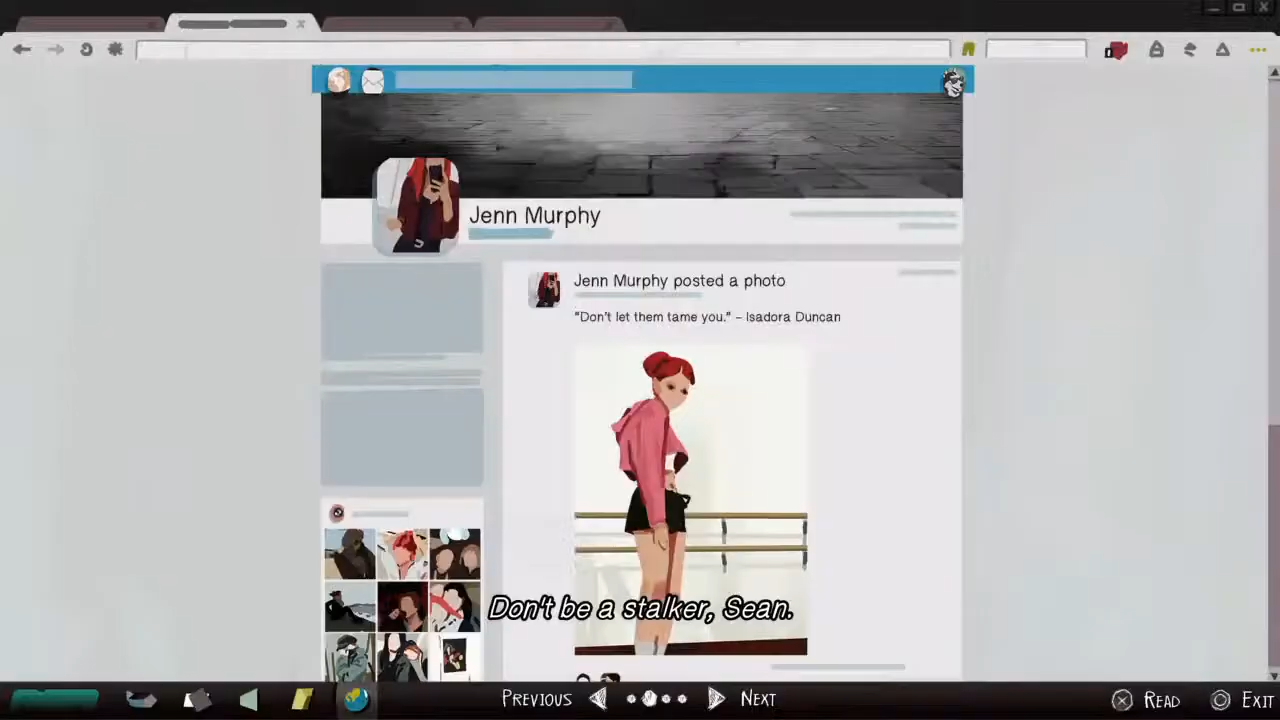 Jenn Murphy
Jenn Murphy posted a photo
"Don't let them tame you." - Isadora Duncan
Don't be a stalker, Sean.
PREVIOUS
NEXT
READ
EXIT